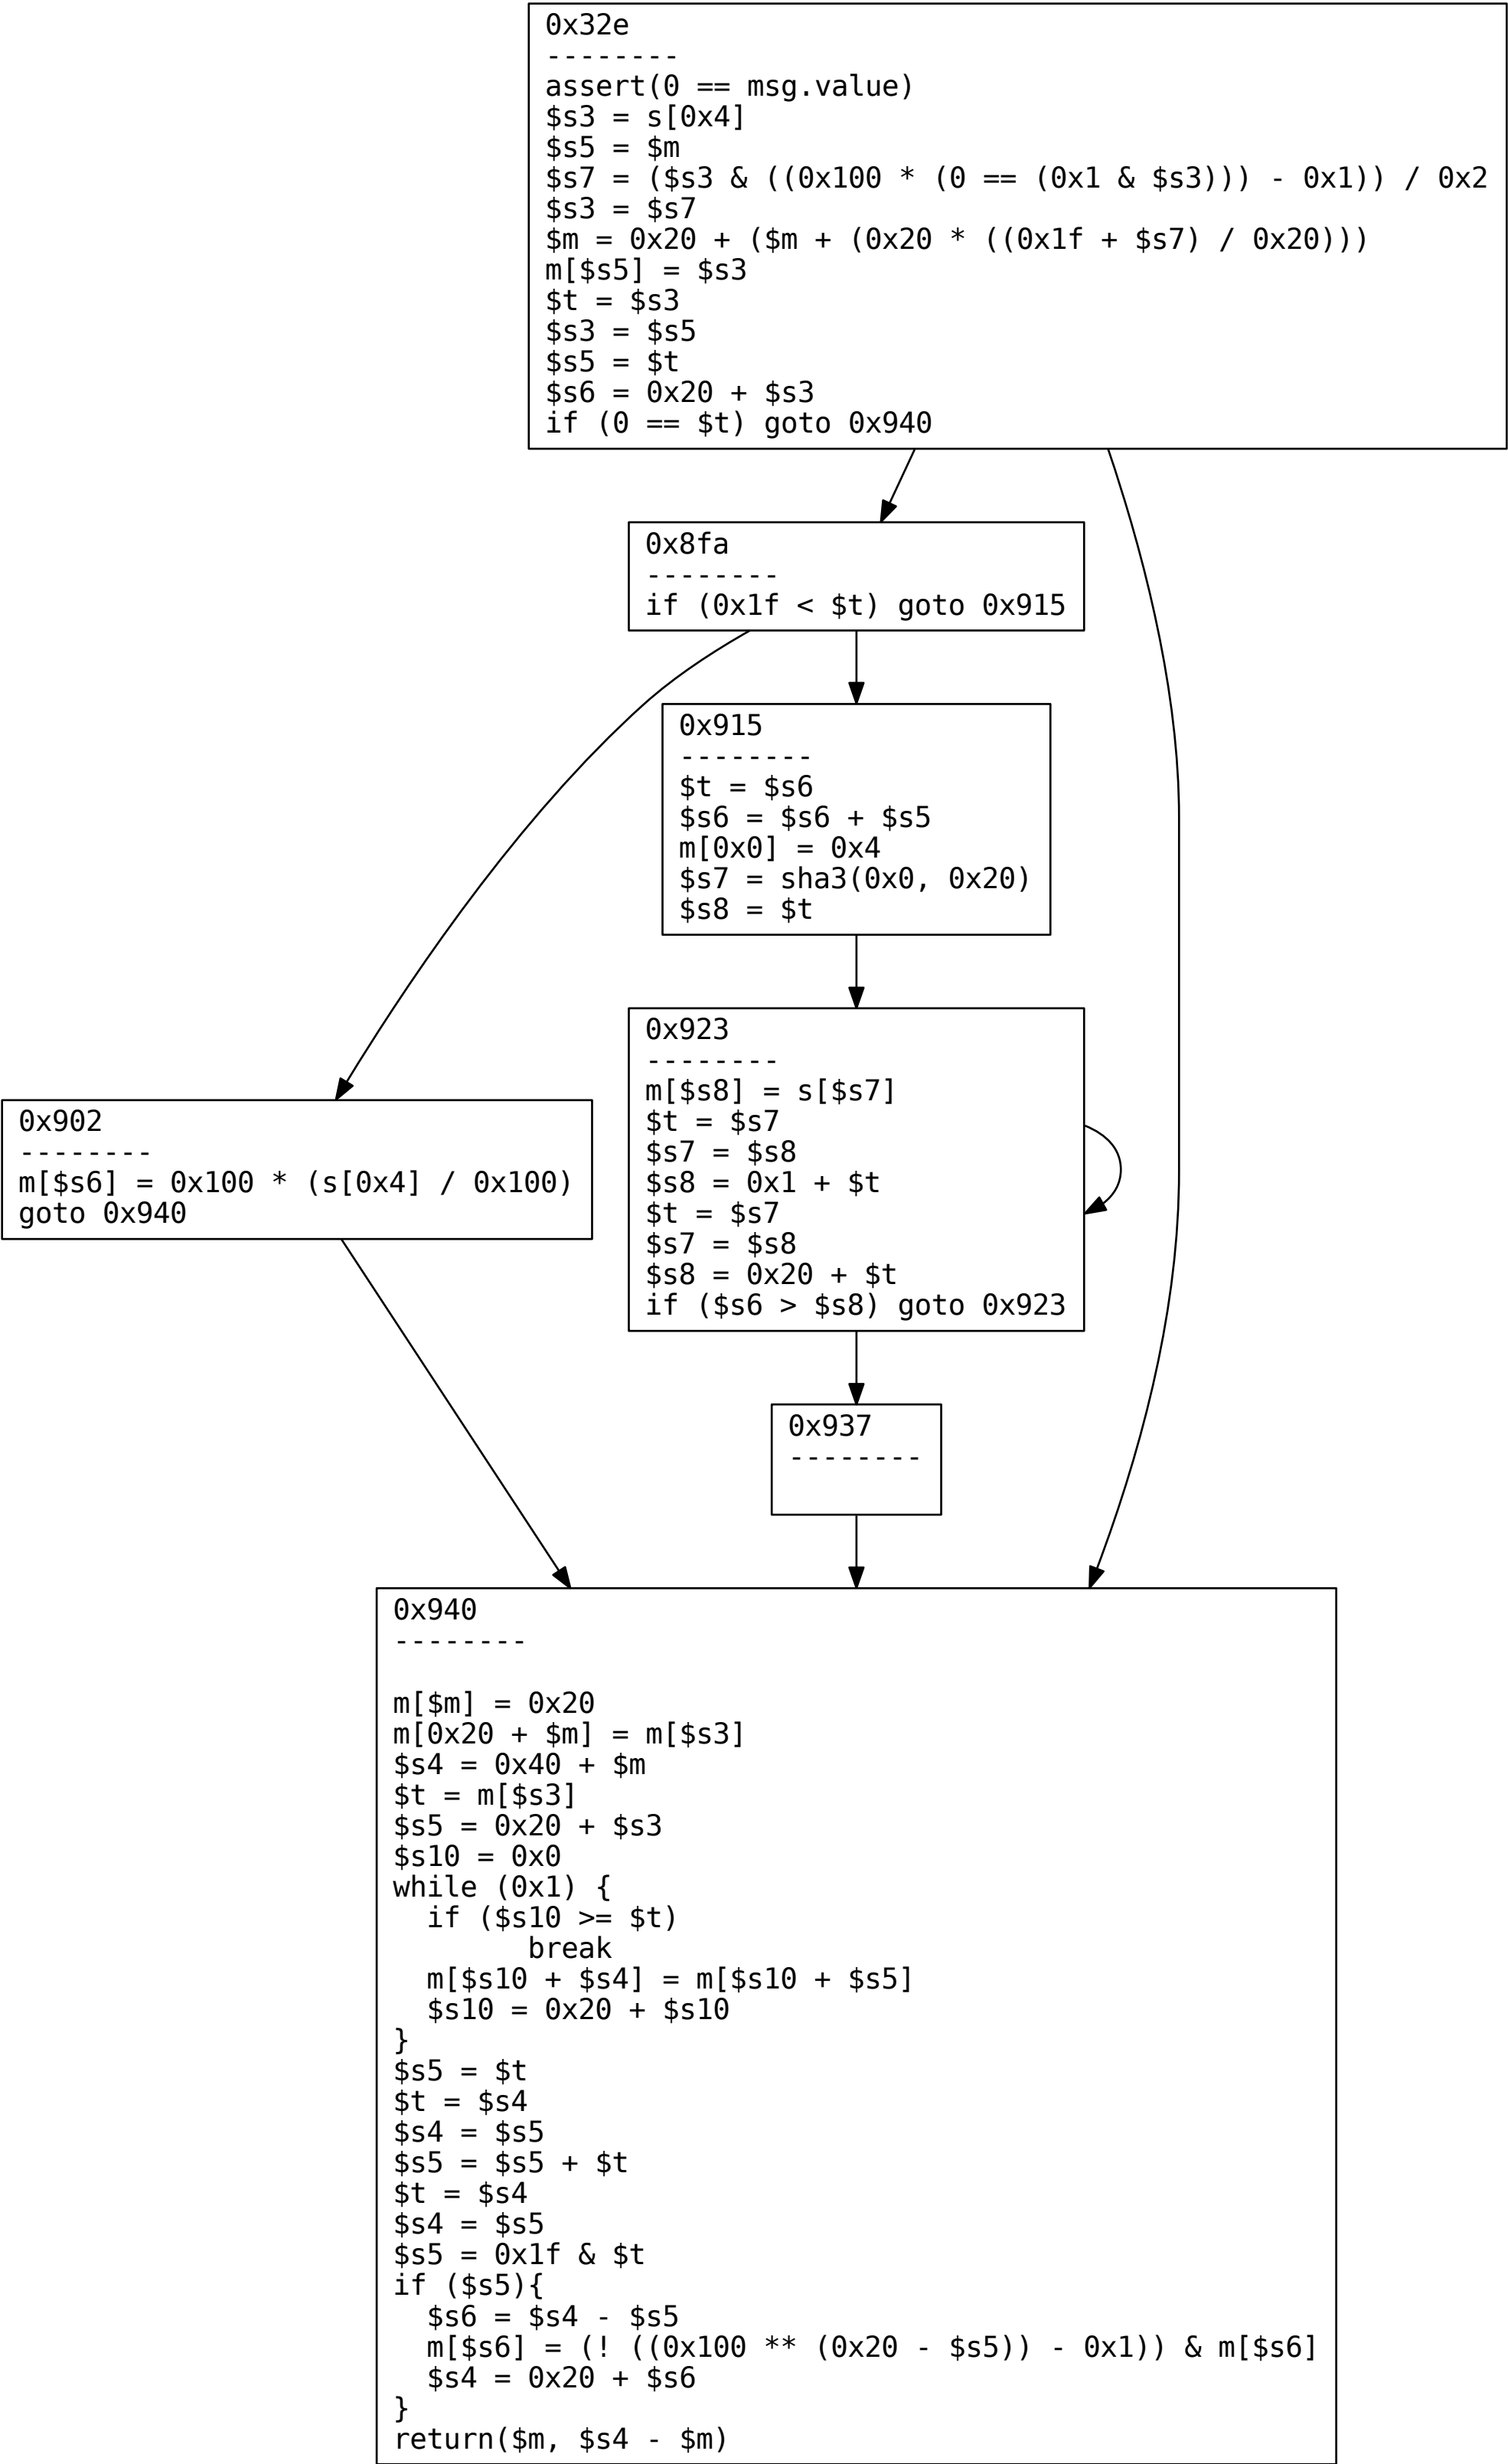 0x32e
--------
assert(0 == msg.value)
$s3 = s[0x4]
$s5 = $m
$s7 = ($s3 & ((0x100 * (0 == (0x1 & $s3))) - 0x1)) / 0x2
$s3 = $s7
$m = 0x20 + ($m + (0x20 * ((0x1f + $s7) / 0x20)))
m[$s5] = $s3
$t = $s3
$s3 = $s5
$s5 = $t
$s6 = 0x20 + $s3
if (0 == $t) goto 0x940
0x8fa
--------
if (0x1f < $t) goto 0x915
0x915
--------
$t = $s6
$s6 = $s6 + $s5
m[0x0] = 0x4
$s7 = sha3(0x0, 0x20)
$s8 = $t
0x923
--------
m[$s8] = s[$s7]
$t = $s7
$s7 = $s8
$s8 = 0x1 + $t
$t = $s7
$s7 = $s8
$s8 = 0x20 + $t
if ($s6 > $s8) goto 0x923
0x902
--------
m[$s6] = 0x100 * (s[0x4] / 0x100)
goto 0x940
0x937
--------
0x940
--------
m[$m] = 0x20
m[0x20 + $m] = m[$s3]
$s4 = 0x40 + $m
$t = m[$s3]
$s5 = 0x20 + $s3
$s10 = 0x0
while (0x1) {
  if ($s10 >= $t)
        break
  m[$s10 + $s4] = m[$s10 + $s5]
  $s10 = 0x20 + $s10
}
$s5 = $t
$t = $s4
$s4 = $s5
$s5 = $s5 + $t
$t = $s4
$s4 = $s5
$s5 = 0x1f & $t
if ($s5){
  $s6 = $s4 - $s5
  m[$s6] = (! ((0x100 ** (0x20 - $s5)) - 0x1)) & m[$s6]
  $s4 = 0x20 + $s6
}
return($m, $s4 - $m)